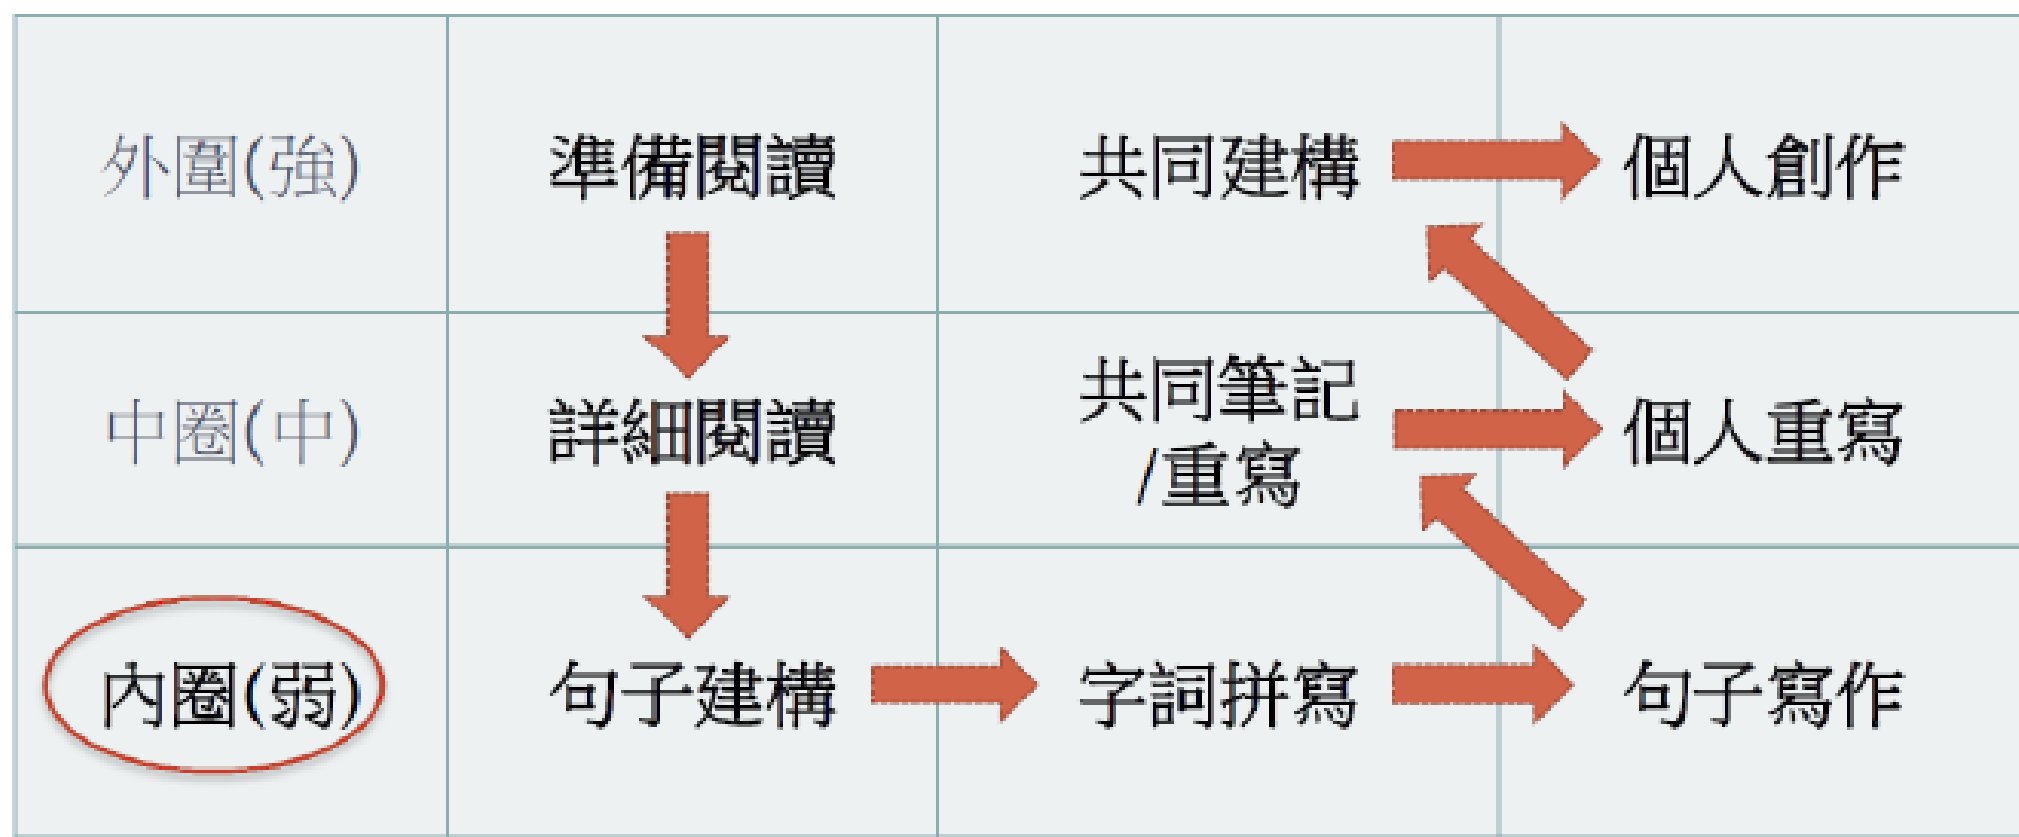 外圍(強)
準備閱讀
共同建構
個人創作
中圈(中)
詳細閱讀
共同筆記
/重寫
個人重寫
內圈(弱)
句子建構
字詞拼寫
句子寫作